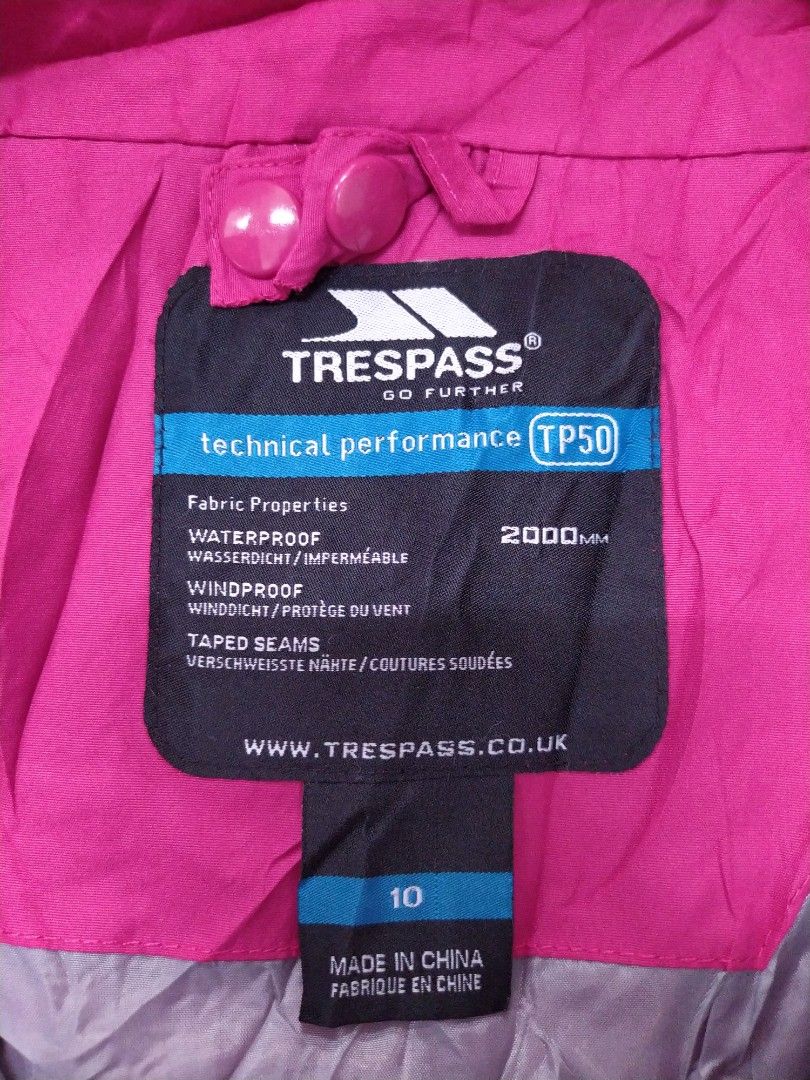 TRESPASS®
GO FURTHER
technical performance TP50
Fabric Properties
WATERPROOF 2000MM
WASSERDICHT/IMPERMÉABLE
WINDPROOF
WINDDICHT/PROTÈGE DU VENT
TAPED SEAMS
VERSCHWEISSTE NÄHTE/COUTURES SOUDÉES
WWW.TRESPASS.CO.UK
10
MADE IN CHINA
FABRIQUE EN CHINE